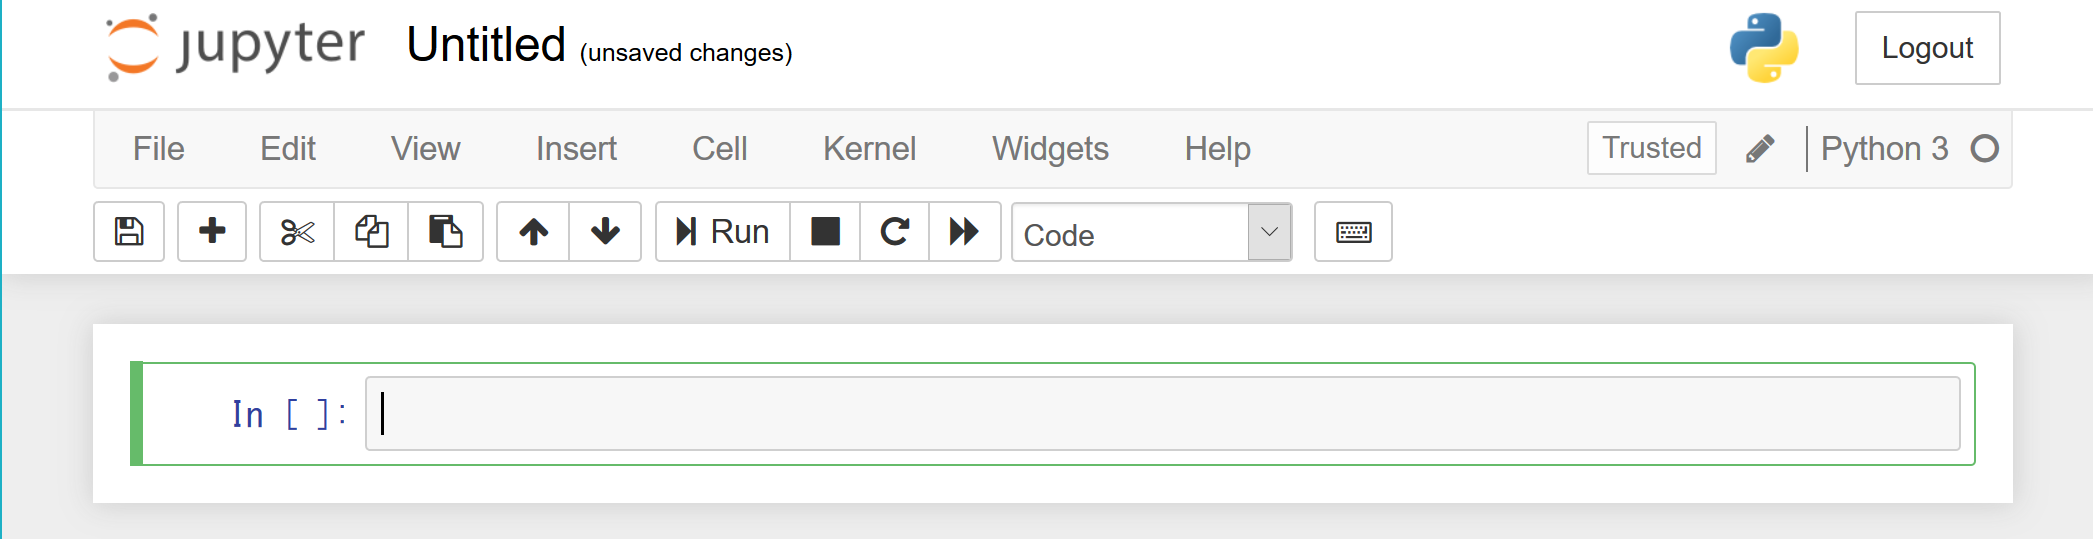 jupyter Untitled (unsaved changes) Logout
File Edit View Insert Cell Kernel Widgets Help Trusted Python 3
Run Code
In [ ]: